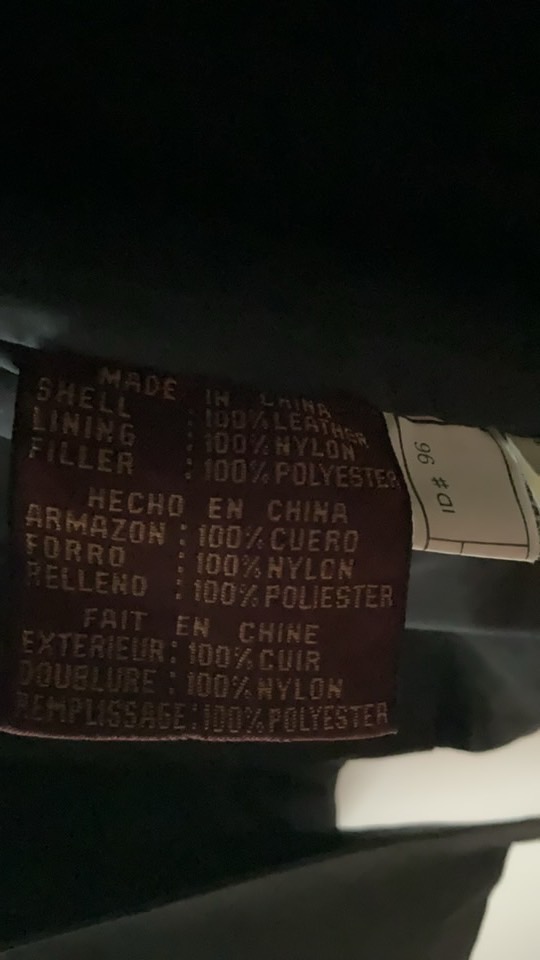 MADE IN CHINA
SHELL : 100% LEATHER
LINING : 100% NYLON
FILLER : 100% POLYESTER
HECHO EN CHINA
ARMAZON : 100% CUERO
FORRO : 100% NYLON
RELLENO : 100% POLIESTER
FAIT EN CHINE
EXTERIEUR : 100% CUIR
DOUBLURE : 100% NYLON
REMPLISSAGE : 100% POLYESTER
ID # 96